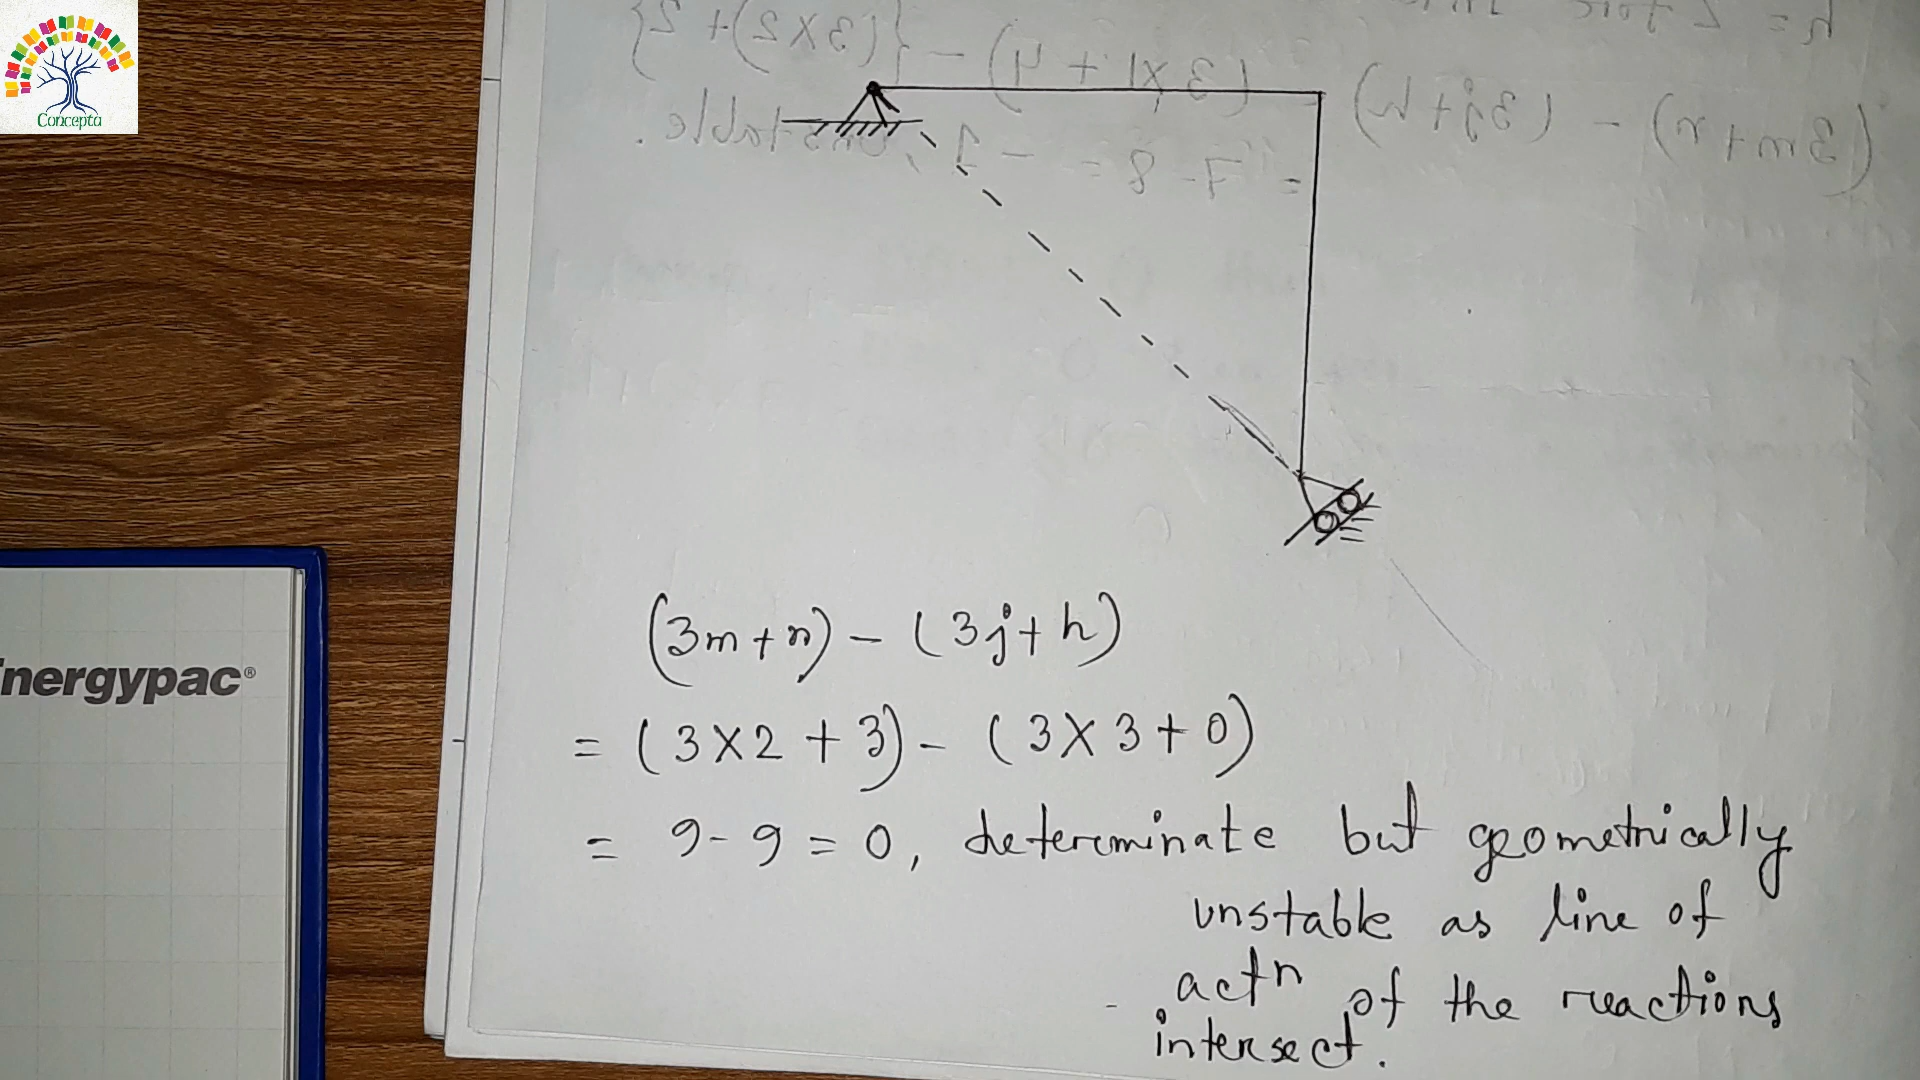 Concepta
(3m+n) - (3j+h)
= (3×2+3) - (3×3+0)
= 9-9=0, determinate but geometrically
unstable as line of
actn of the reactions
intersect.
nergypac®